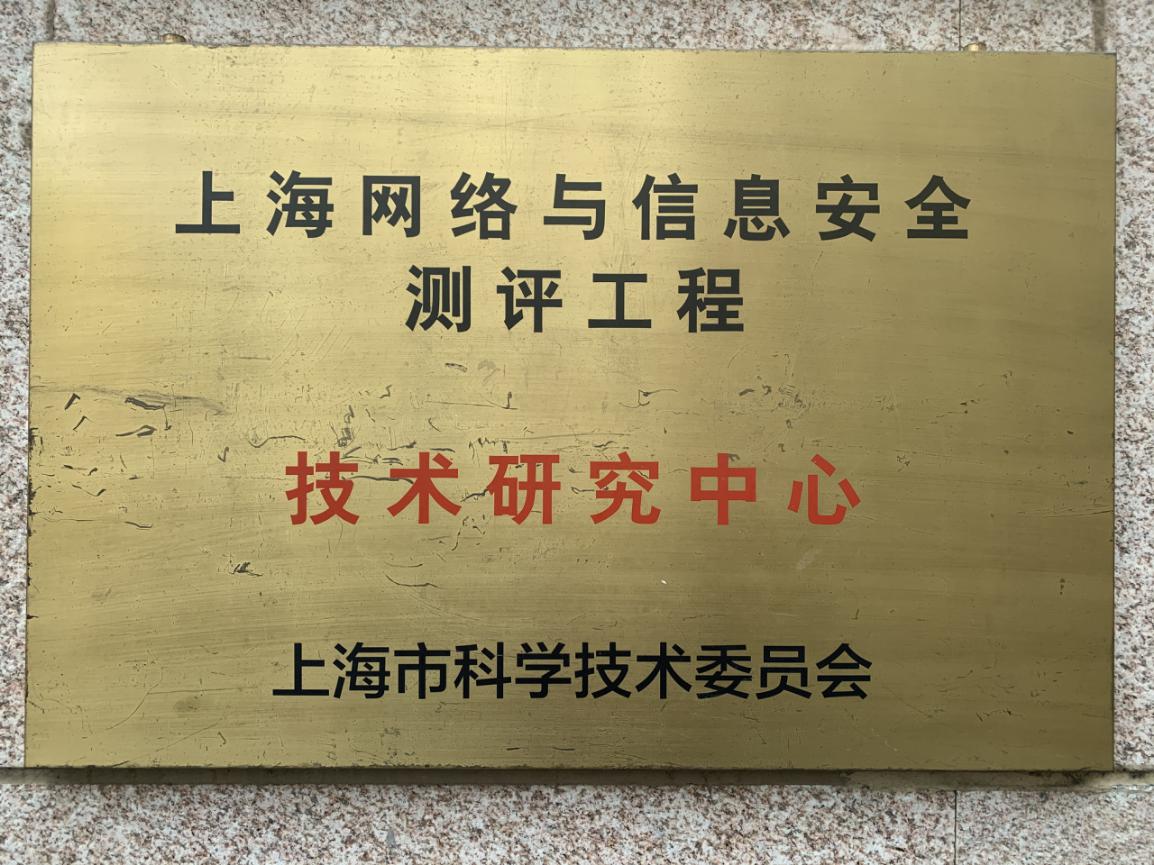 上海网络与信息安全
测评工程
技术研究中心
上海市科学技术委员会